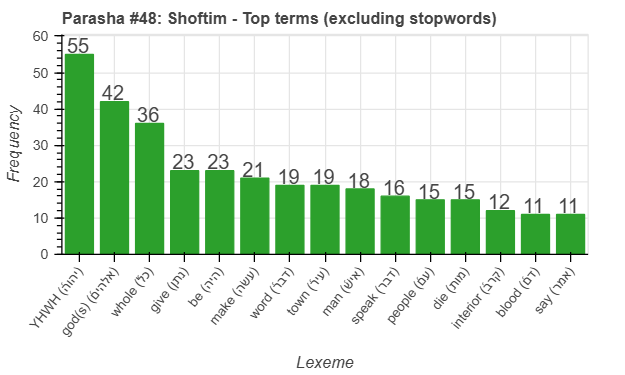 Parasha #48: Shoftim - Top terms (excluding stopwords)
Frequency
60
50
40
30
20
10
0
55
42
36
23
23
21
19
19
18
16
15
15
12
11
11
YHWH (יהוה)
god(s) (אלהים)
whole (כל)
give (נתן)
be (היה)
make (עשה)
word (דבר)
town (עיר)
man (איש)
speak (דבר)
people (עם)
die (מות)
interior (קרב)
blood (דם)
say (אמר)
Lexeme